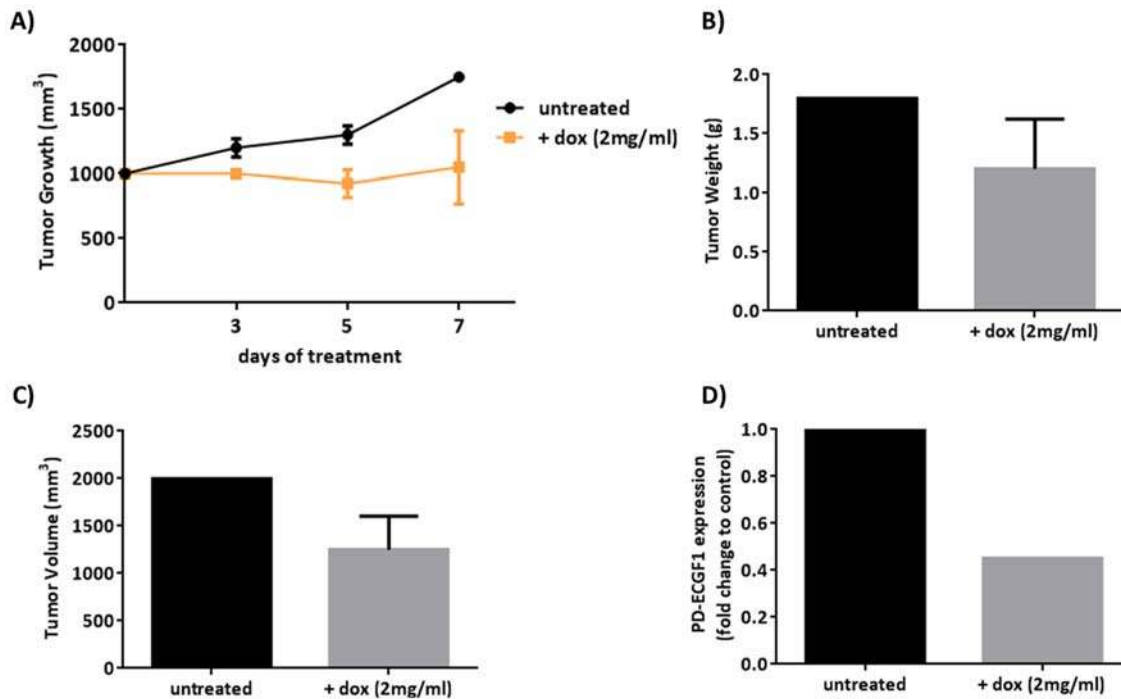 A)
Tumor Growth (mm³)
2000
1500
1000
500
0
3 5 7
days of treatment
untreated
+ dox (2mg/ml)
B)
Tumor Weight (g)
2.0
1.5
1.0
0.5
0.0
untreated + dox (2mg/ml)
C)
Tumor Volume (mm³)
2500
2000
1500
1000
500
0
untreated + dox (2mg/ml)
D)
PD-ECGF1 expression
(fold change to control)
1.0
0.8
0.6
0.4
0.2
0.0
untreated + dox (2mg/ml)